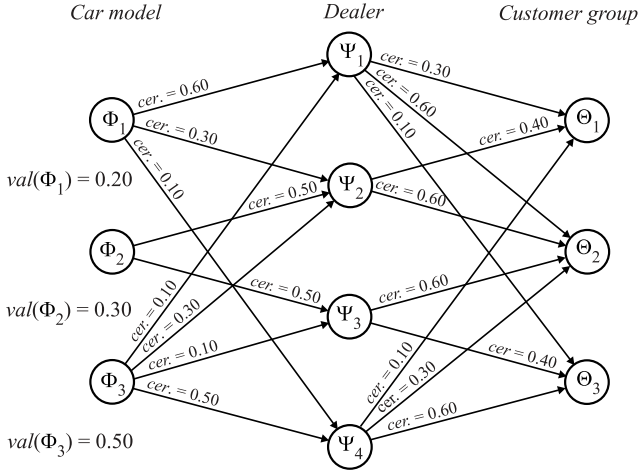 Car model Dealer Customer group
Ψ1
cer. = 0.30
cer. = 0.60
cer. = 0.60
cer. = 0.10
Φ1
Θ1
cer. = 0.30
cer. = 0.40
cer. = 0.10
val(Φ1) = 0.20
Ψ2
cer. = 0.50
cer. = 0.60
Φ2
Θ2
cer. = 0.50
cer. = 0.60
val(Φ2) = 0.30
Ψ3
cer. = 0.10
cer. = 0.30
cer. = 0.10
cer. = 0.40
Φ3
Θ3
cer. = 0.50
cer. = 0.10
cer. = 0.30
cer. = 0.60
val(Φ3) = 0.50
Ψ4